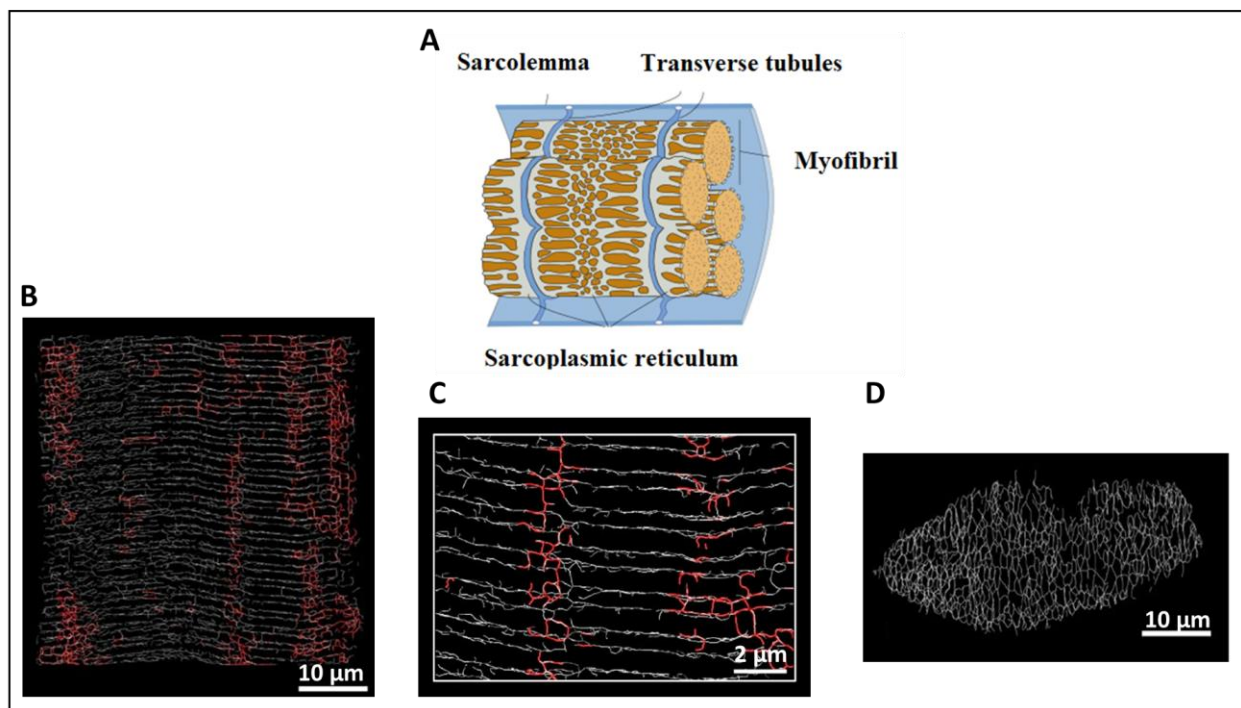 A
Sarcolemma Transverse tubules
Myofibril
Sarcoplasmic reticulum
B
10 µm
C
2 µm
D
10 µm